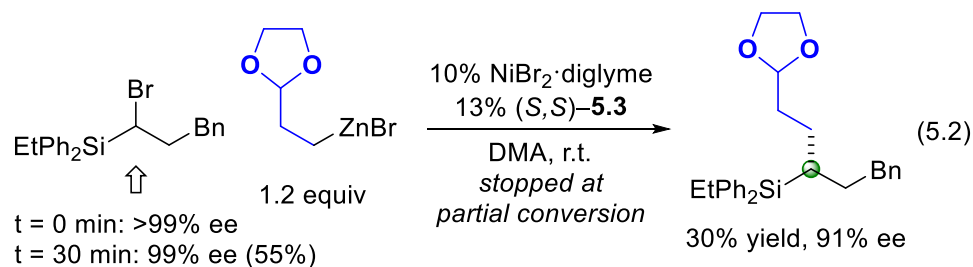 Br
EtPh₂Si
Bn
t = 0 min: >99% ee
t = 30 min: 99% ee (55%)
O O
ZnBr
1.2 equiv
10% NiBr₂·diglyme
13% (S,S)–5.3
DMA, r.t.
stopped at
partial conversion
O O
EtPh₂Si
Bn
30% yield, 91% ee
(5.2)